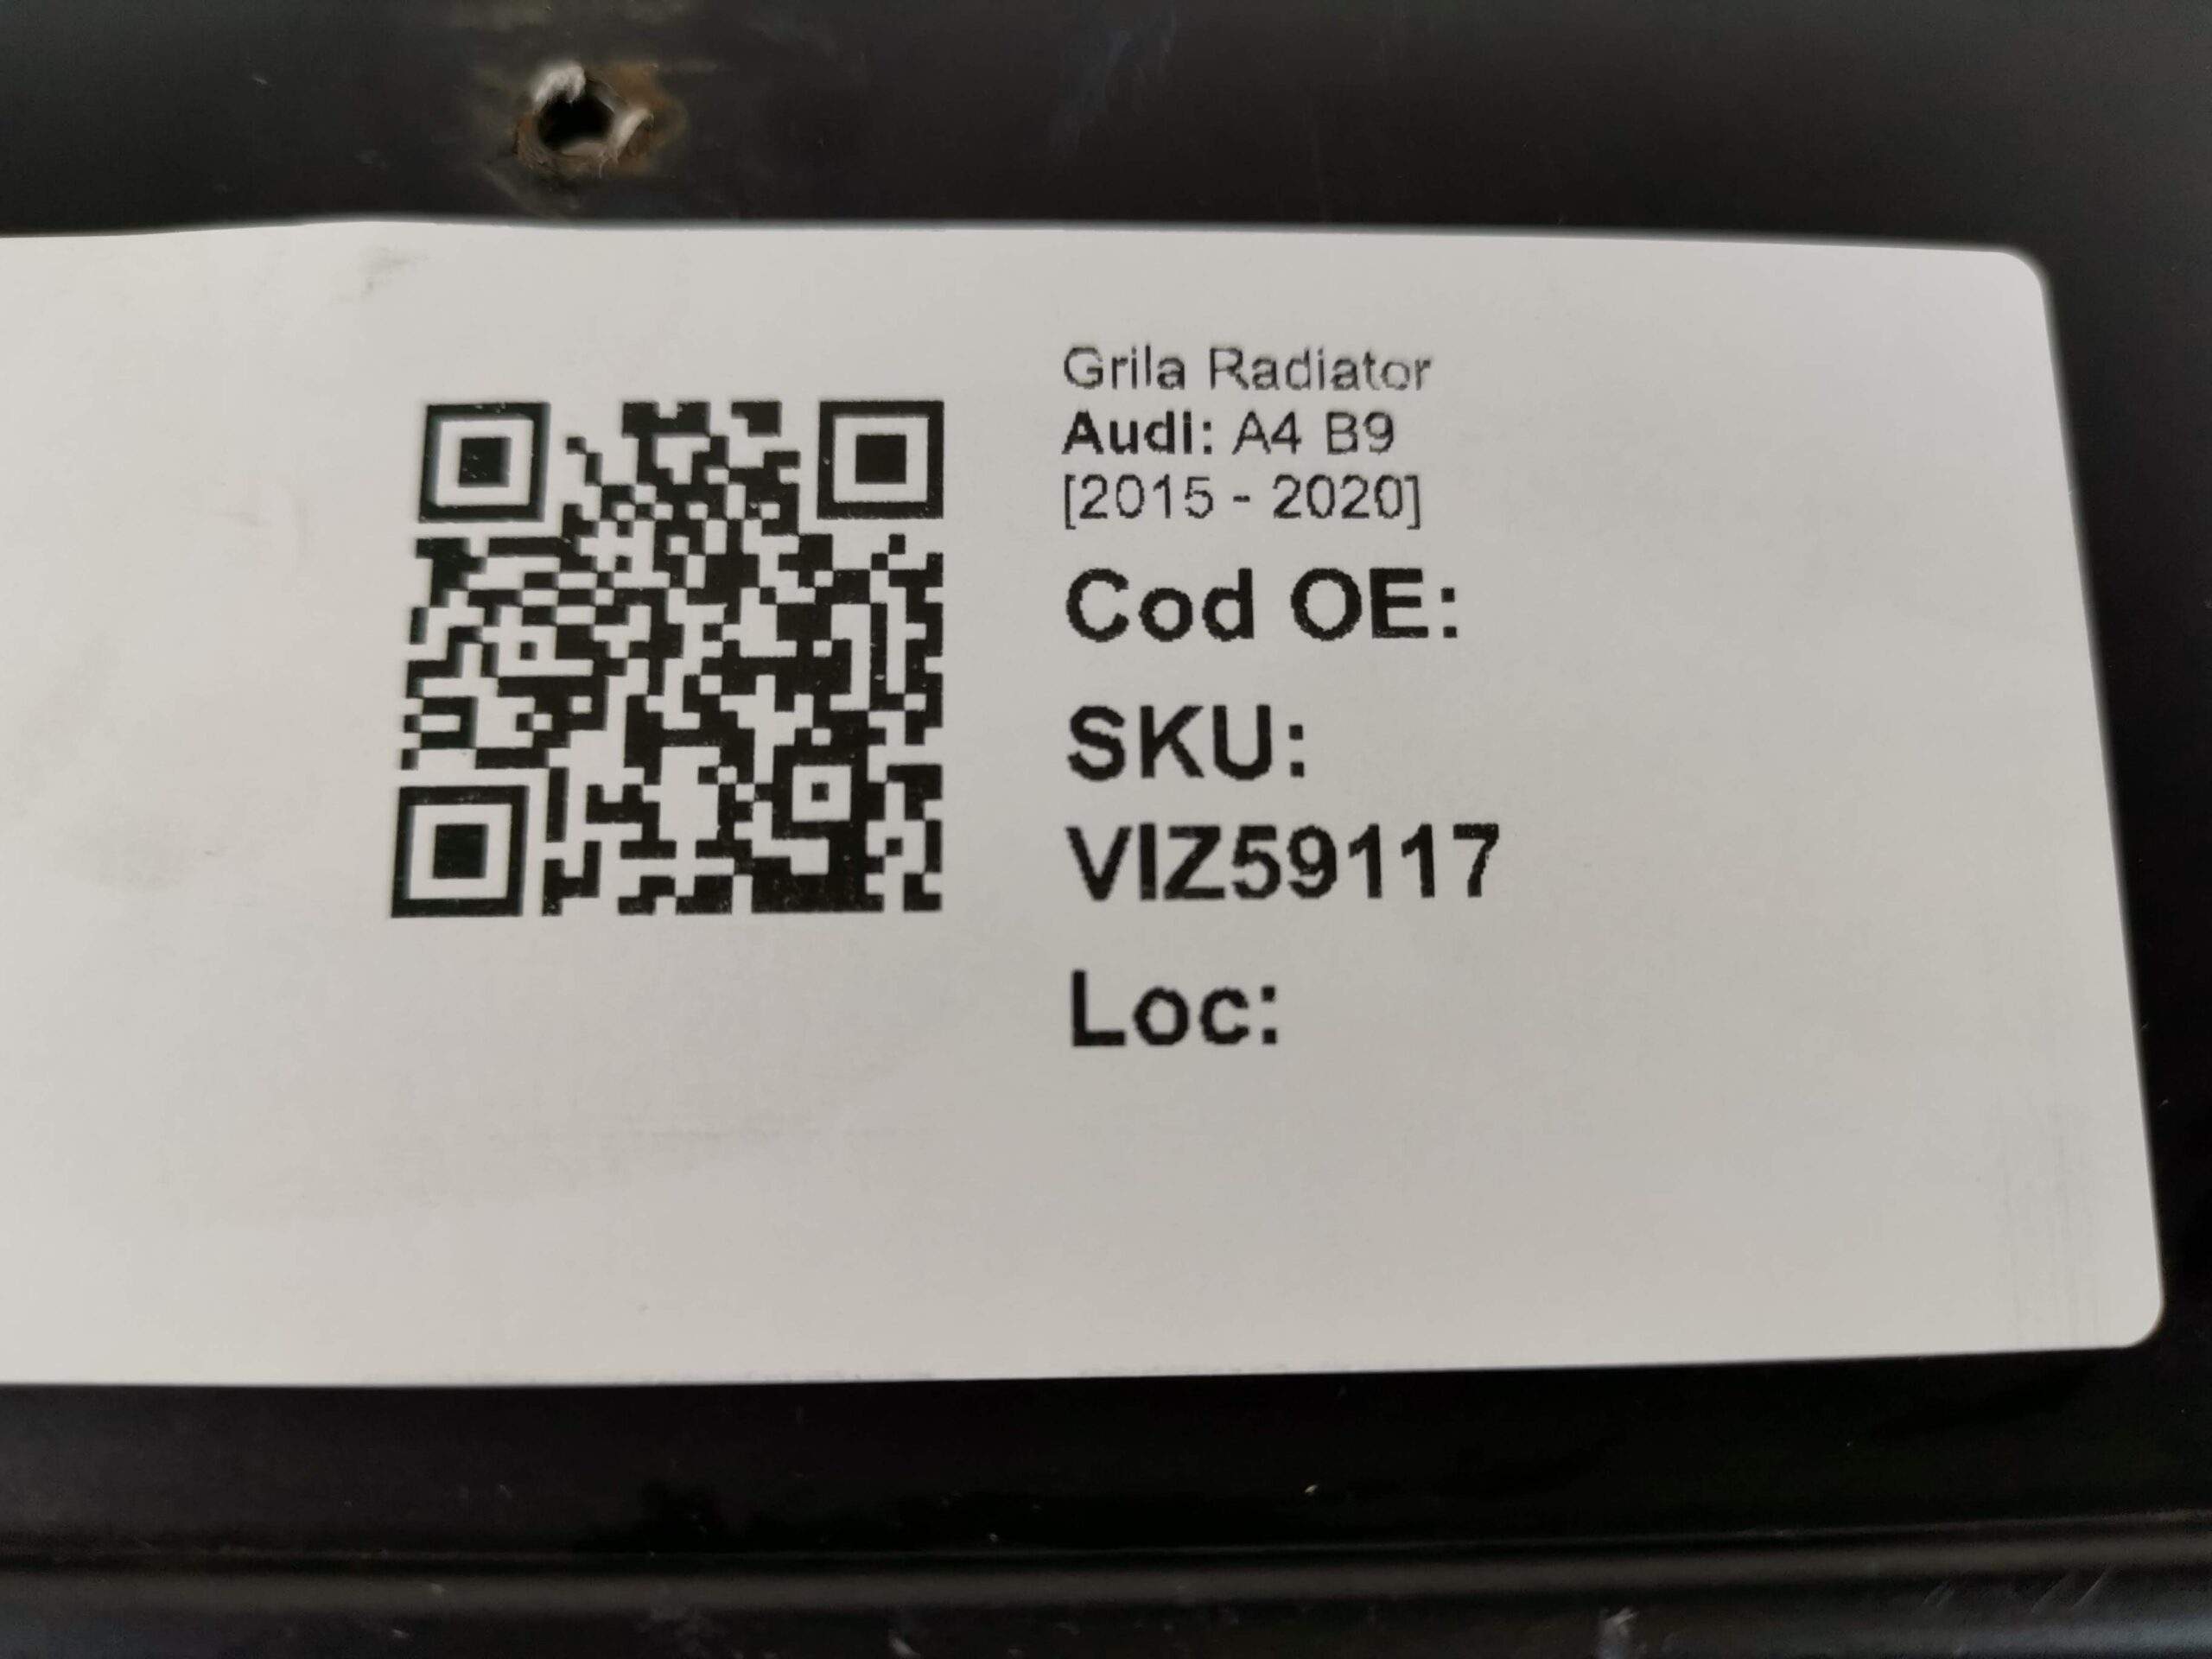 Grila Radiator
Audi: A4 B9
[2015 - 2020]
Cod OE:
SKU:
VIZ59117
Loc: